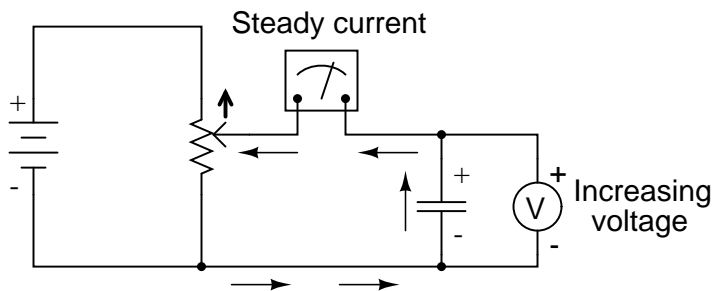 Steady current
+
-
+
-
V
+
-
Increasing
voltage